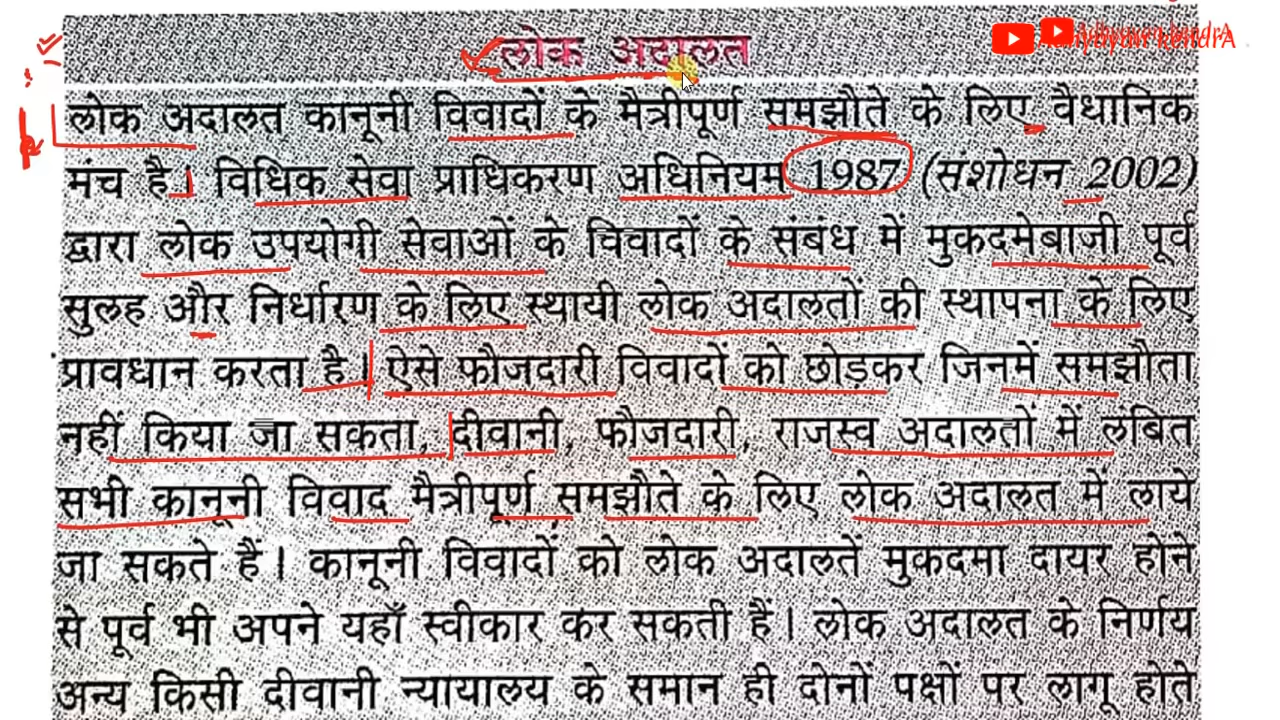 Adhyayan kendrA
लोक अदालत
लोक अदालत कानूनी विवादों के मैत्रीपूर्ण समझौते के लिए वैधानिक
मंच है। विधिक सेवा प्राधिकरण अधिनियम 1987 (संशोधन 2002)
द्वारा लोक उपयोगी सेवाओं के विवादों के संबंध में मुकदमेबाजी पूर्व
सुलह और निर्धारण के लिए स्थायी लोक अदालतों की स्थापना के लिए
प्रावधान करता है। ऐसे फौजदारी विवादों को छोड़कर जिनमें समझौता
नहीं किया जा सकता, दीवानी, फौजदारी, राजस्व अदालतों में लंबित
सभी कानूनी विवाद मैत्रीपूर्ण समझौते के लिए लोक अदालत में लाये
जा सकते हैं। कानूनी विवादों को लोक अदालतें मुकदमा दायर होने
से पूर्व भी अपने यहाँ स्वीकार कर सकती हैं। लोक अदालत के निर्णय
अन्य किसी दीवानी न्यायालय के समान ही दोनों पक्षों पर लागू होते